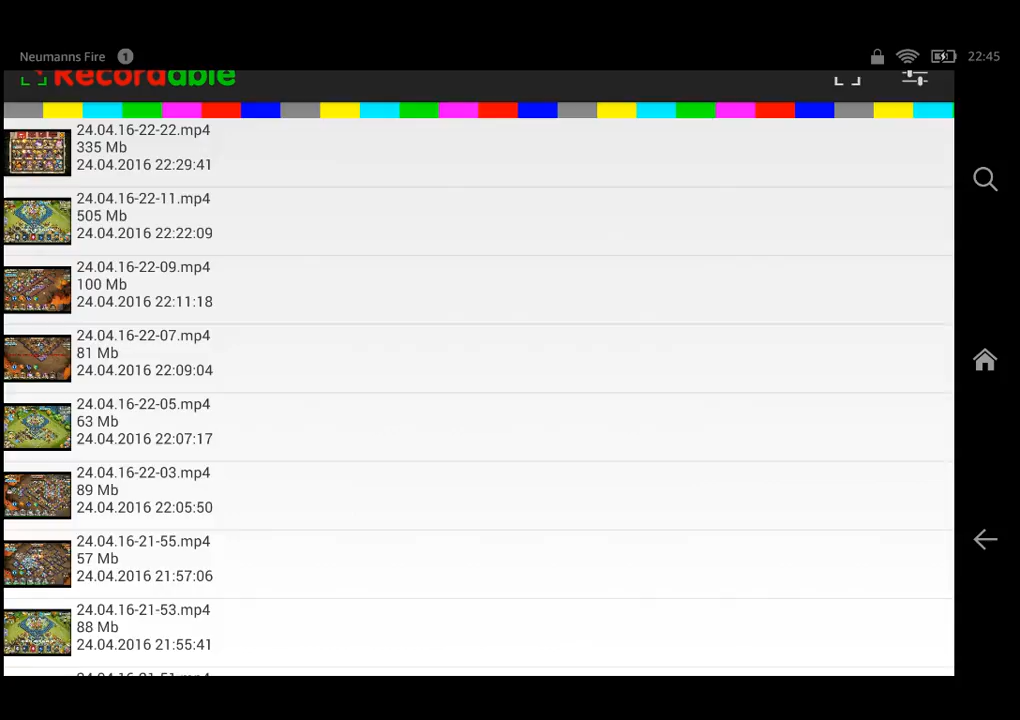 Neumanns Fire 1 22:45
Recordable
24.04.16-22-22.mp4
335 Mb
24.04.2016 22:29:41
24.04.16-22-11.mp4
505 Mb
24.04.2016 22:22:09
24.04.16-22-09.mp4
100 Mb
24.04.2016 22:11:18
24.04.16-22-07.mp4
81 Mb
24.04.2016 22:09:04
24.04.16-22-05.mp4
63 Mb
24.04.2016 22:07:17
24.04.16-22-03.mp4
89 Mb
24.04.2016 22:05:50
24.04.16-21-55.mp4
57 Mb
24.04.2016 21:57:06
24.04.16-21-53.mp4
88 Mb
24.04.2016 21:55:41